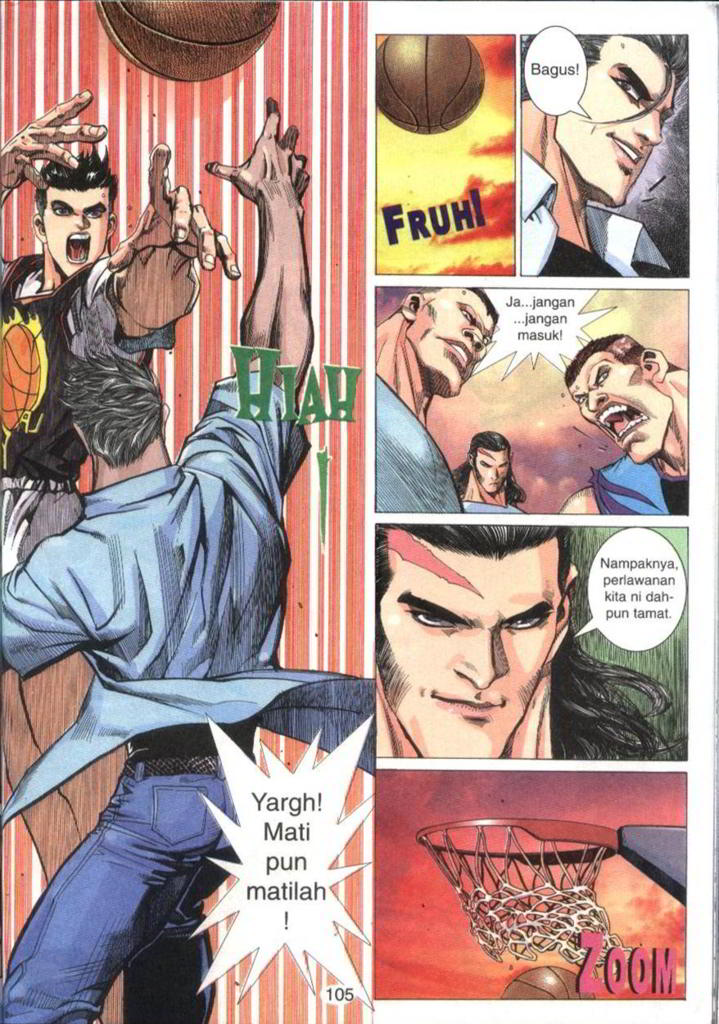 HIAH
!
Yargh!
Mati
pun
matilah
!
105
FRUH!
Bagus!
Ja...jangan
...jangan
masuk!
Nampaknya,
perlawanan
kita ni dah-
pun tamat.
ZOOM